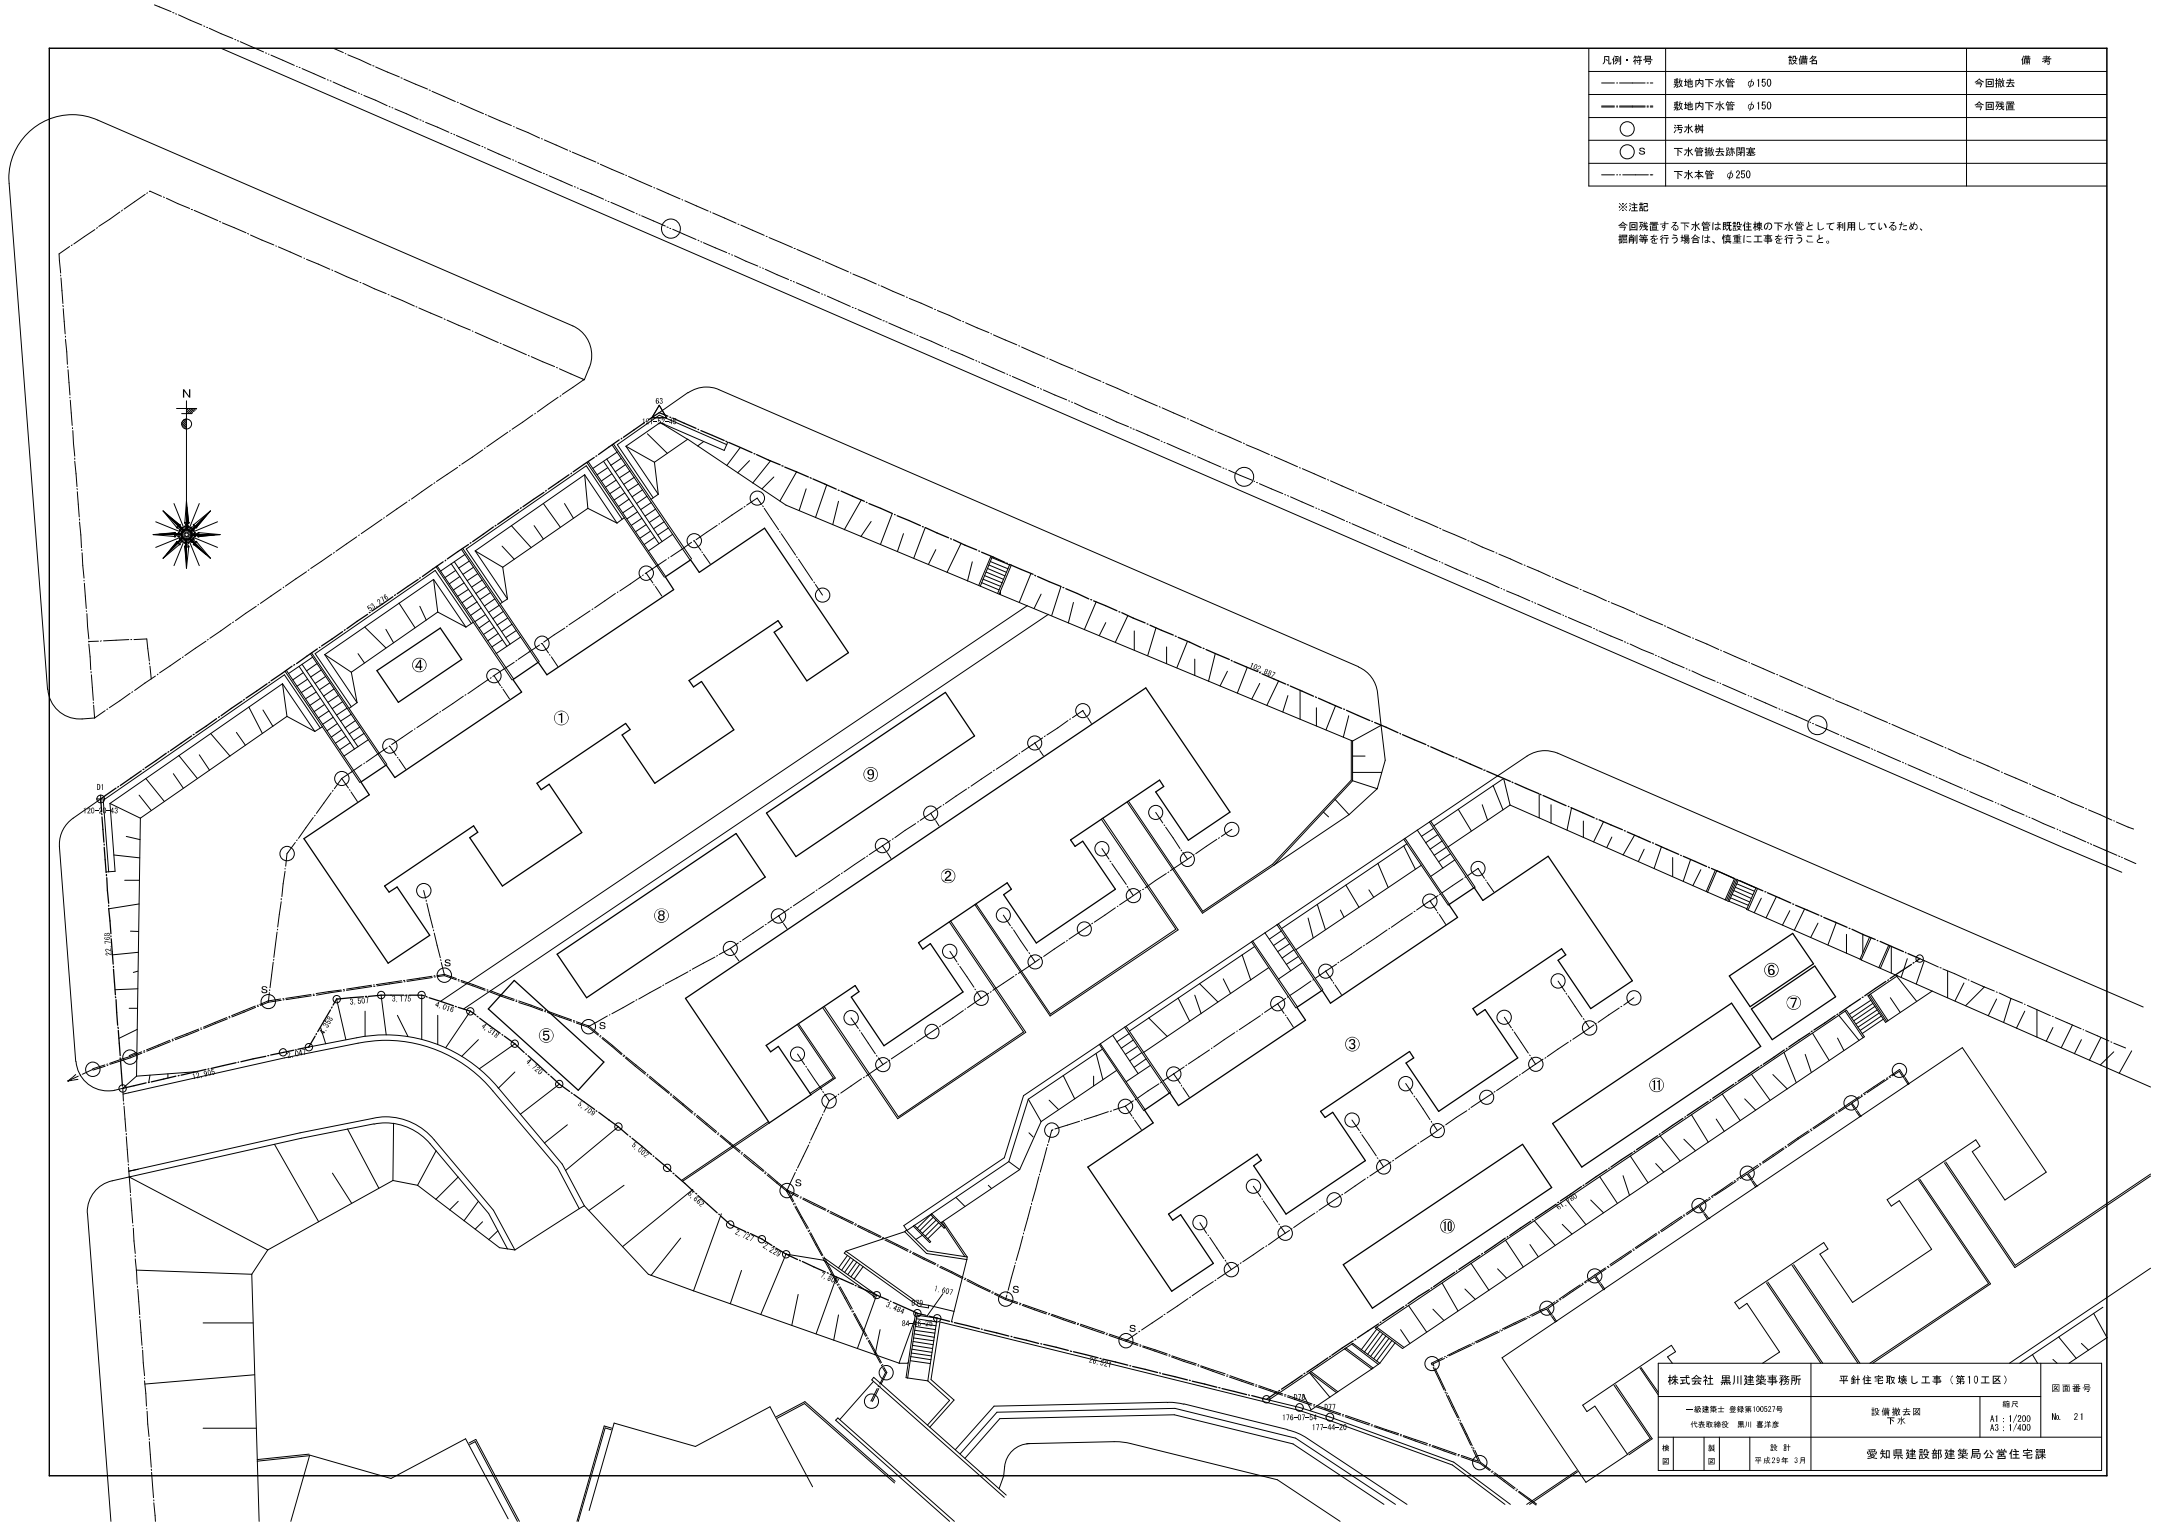 凡例・符号 設備名 備 考
敷地内下水管 φ150 今回撤去
敷地内下水管 φ150 今回残置
汚水桝
S 下水管撤去跡閉塞
下水本管 φ250
※注記
今回残置する下水管は既設住棟の下水管として利用しているため、
掘削等を行う場合は、慎重に工事を行うこと。
N
63
53.276
④
①
102.887
D1
120-20-43
⑨
②
⑧
22.768
S
S
S
3.507
3.175
4.016
4.318
⑤
4.720
12.905
5.709
5.002
S
2.727
2.229
3.484
1.607
S
S
26.921
③
⑥
⑦
⑪
⑩
61.780
D77
176-07-54
177-44-20
株式会社 黒川建築事務所
一級建築士 登録第100527号
代表取締役 黒川 喜洋彦
検図
製図
設 計
平成29年 3月
平針住宅取壊し工事（第10工区）
設備撤去図
下水
縮尺
A1：1/200
A3：1/400
図面番号
No. 21
愛知県建設部建築局公営住宅課